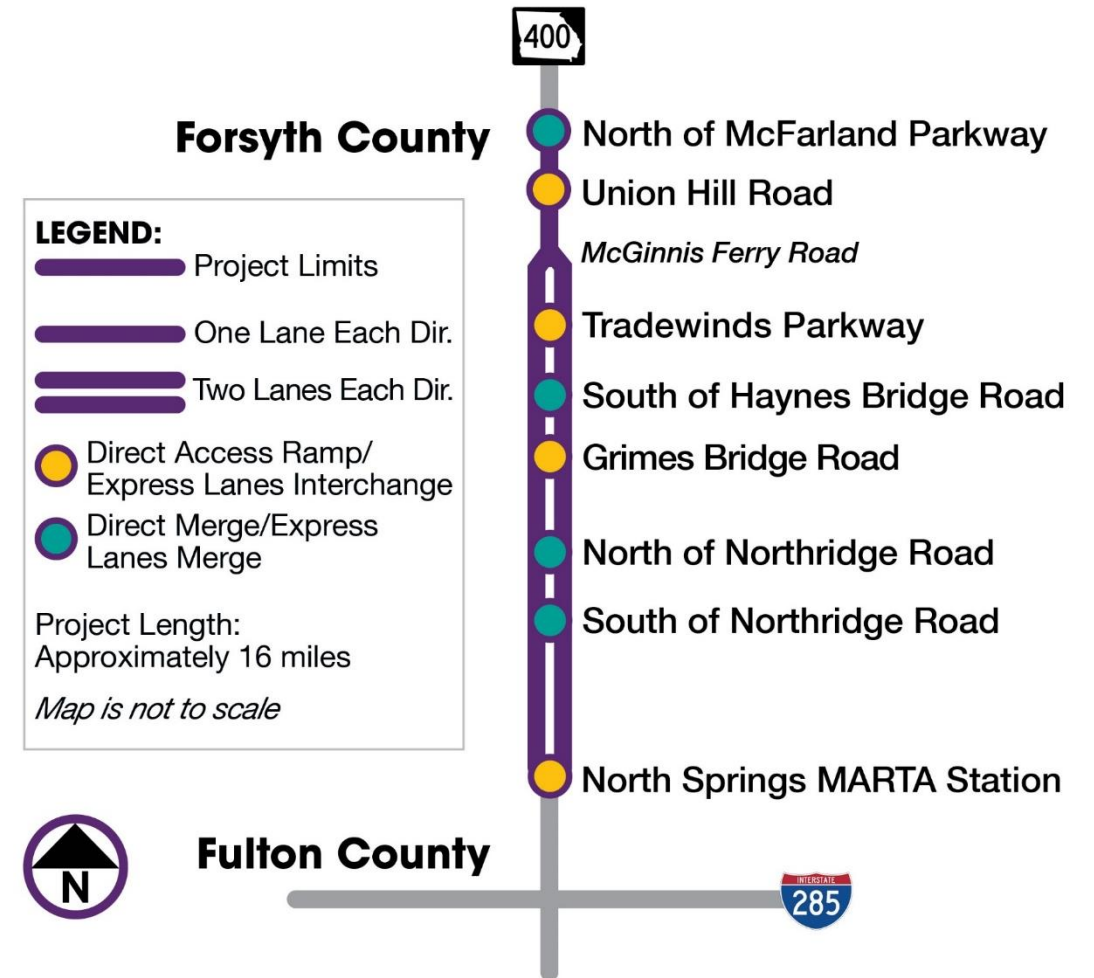 400
Forsyth County
North of McFarland Parkway
Union Hill Road
McGinnis Ferry Road
Tradewinds Parkway
South of Haynes Bridge Road
Grimes Bridge Road
North of Northridge Road
South of Northridge Road
North Springs MARTA Station
LEGEND:
Project Limits
One Lane Each Dir.
Two Lanes Each Dir.
Direct Access Ramp/
Express Lanes Interchange
Direct Merge/Express
Lanes Merge
Project Length:
Approximately 16 miles
Map is not to scale
N
Fulton County
INTERSTATE
285